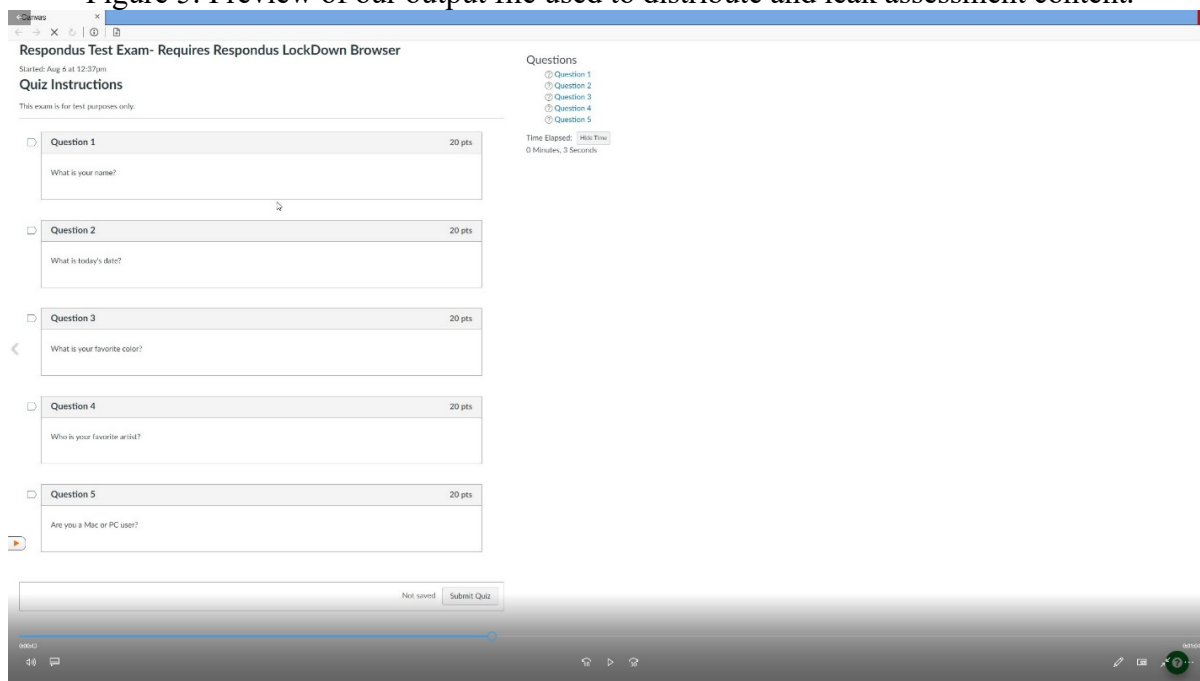 Figure 5. Preview of our output file used to distribute and leak assessment content.
Canvas
Respondus Test Exam- Requires Respondus LockDown Browser
Started: Aug 6 at 12:37pm
Quiz Instructions
This exam is for test purposes only.
Question 1 20 pts
What is your name?
Question 2 20 pts
What is today's date?
Question 3 20 pts
What is your favorite color?
Question 4 20 pts
Who is your favorite artist?
Question 5 20 pts
Are you a Mac or PC user?
Not saved Submit Quiz
Questions
Question 1
Question 2
Question 3
Question 4
Question 5
Time Elapsed: Hide Time
0 Minutes, 3 Seconds